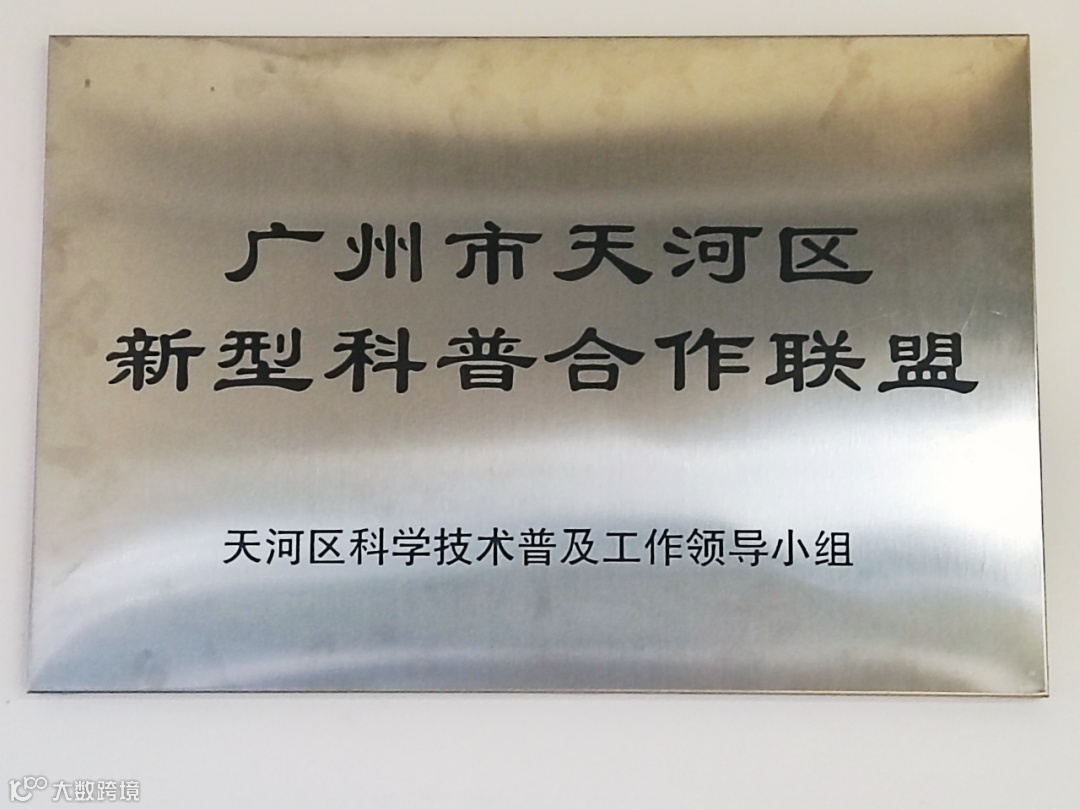 广州市天河区
新型科普合作联盟
天河区科学技术普及工作领导小组
大数跨境